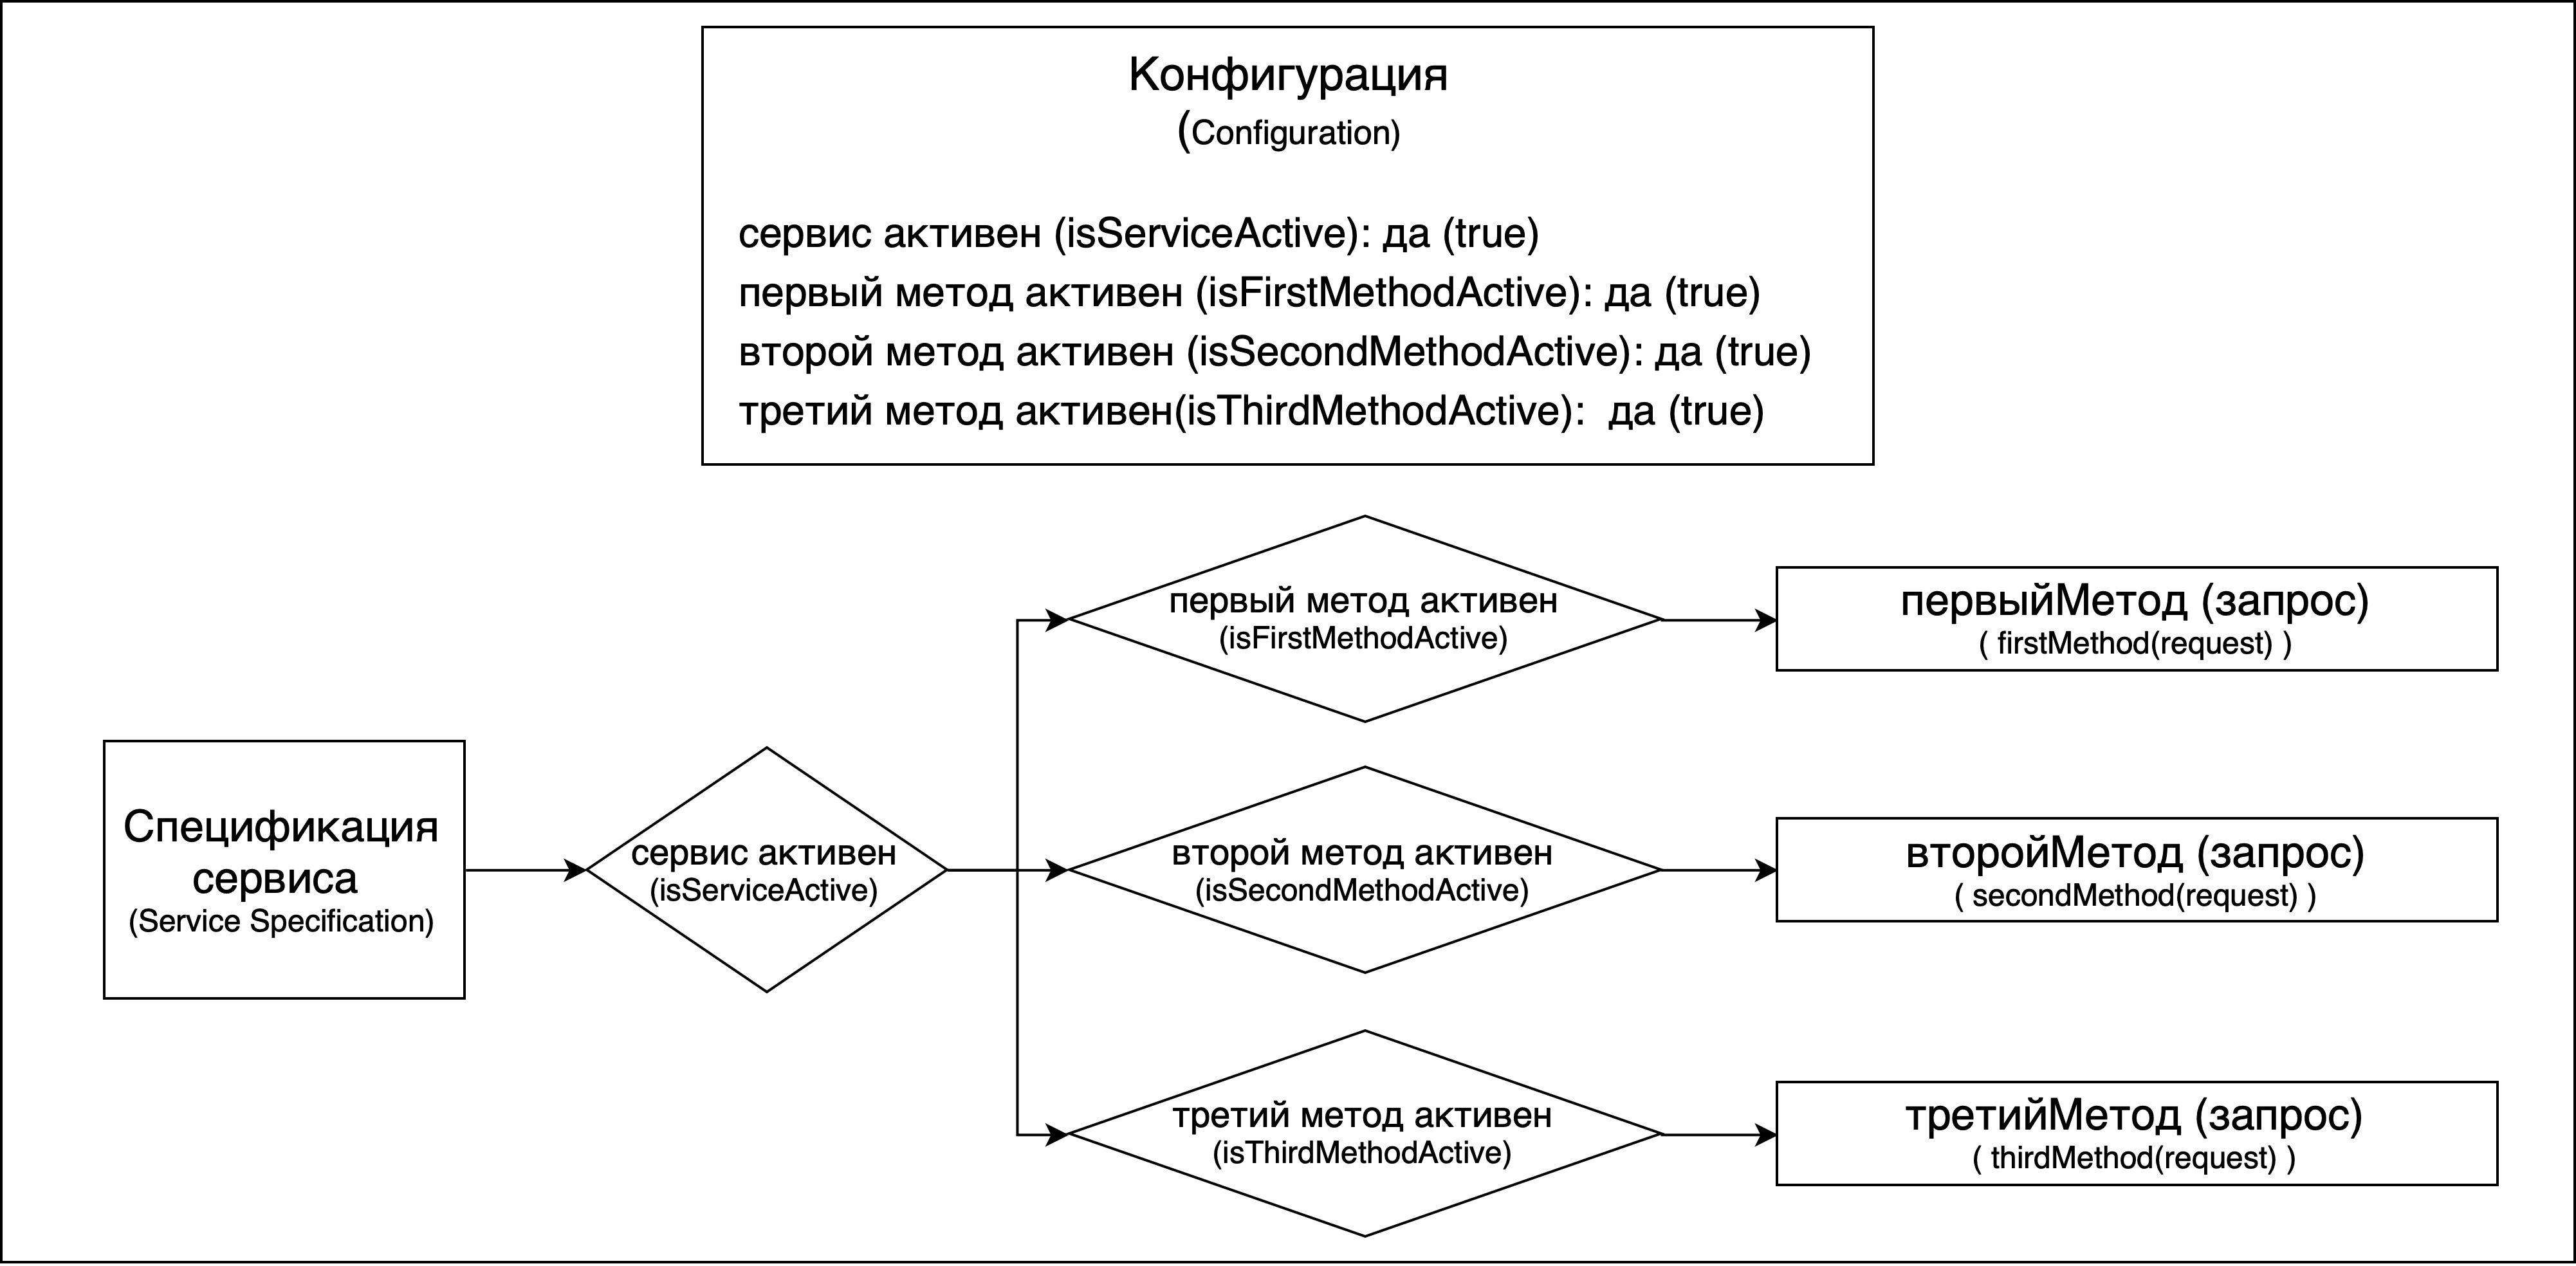 Конфигурация
(Configuration)
сервис активен (isServiceActive): да (true)
первый метод активен (isFirstMethodActive): да (true)
второй метод активен (isSecondMethodActive): да (true)
третий метод активен(isThirdMethodActive):  да (true)
Спецификация
сервиса
(Service Specification)
сервис активен
(isServiceActive)
первый метод активен
(isFirstMethodActive)
первыйМетод (запрос)
( firstMethod(request) )
второй метод активен
(isSecondMethodActive)
второйМетод (запрос)
( secondMethod(request) )
третий метод активен
(isThirdMethodActive)
третийМетод (запрос)
( thirdMethod(request) )